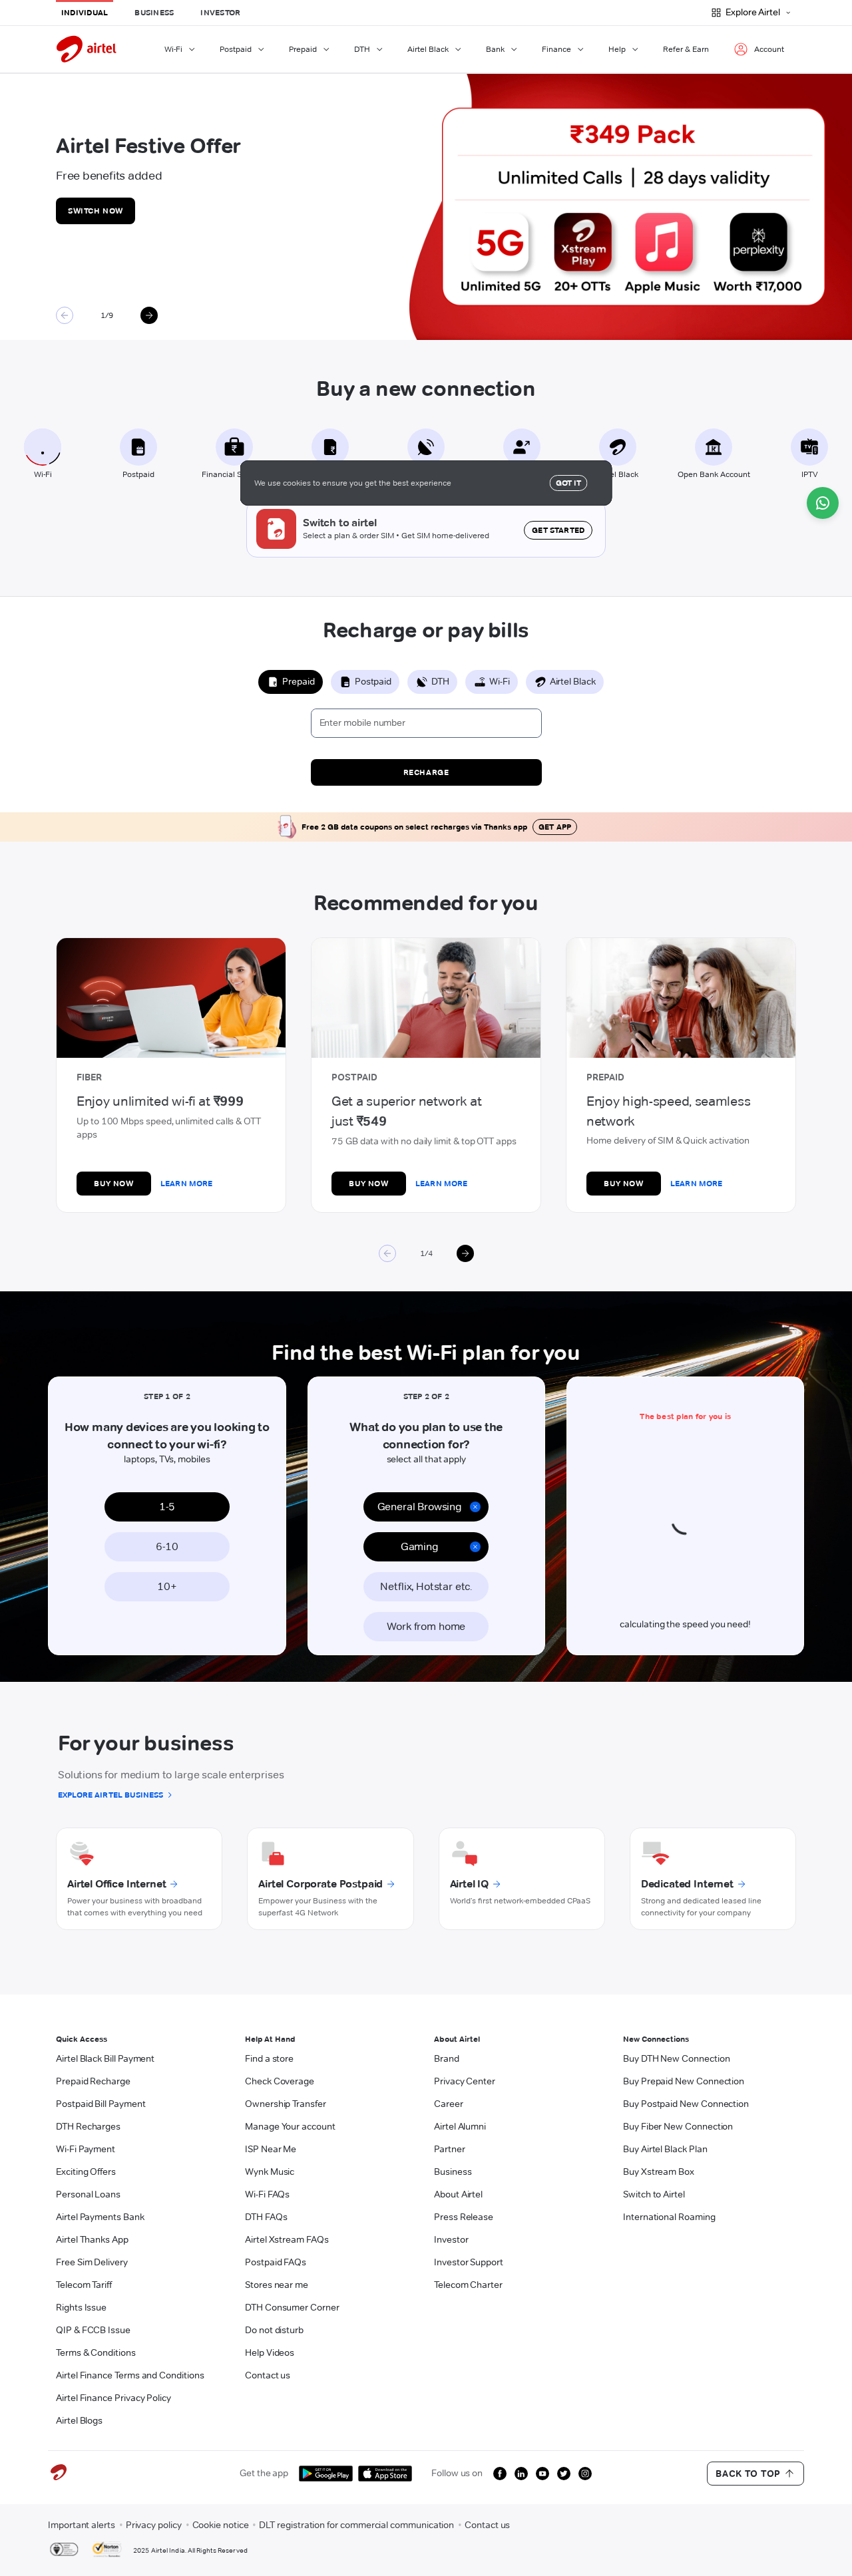 INDIVIDUAL BUSINESS INVESTOR Explore Airtel
airtel Wi-Fi Postpaid Prepaid DTH Airtel Black Bank Finance Help Refer & Earn Account
Airtel Festive Offer
Free benefits added
SWITCH NOW
1/9
₹349 Pack
Unlimited Calls | 28 days validity
5G Xstream Play perplexity
Unlimited 5G 20+ OTTs Apple Music Worth ₹17,000
Buy a new connection
Wi-Fi Postpaid Financial S el Black Open Bank Account IPTV
We use cookies to ensure you get the best experience GOT IT
Switch to airtel
Select a plan & order SIM • Get SIM home-delivered
GET STARTED
Recharge or pay bills
Prepaid Postpaid DTH Wi-Fi Airtel Black
Enter mobile number
RECHARGE
Free 2 GB data coupons on select recharges via Thanks app GET APP
Recommended for you
FIBER
Enjoy unlimited wi-fi at ₹999
Up to 100 Mbps speed, unlimited calls & OTT
apps
BUY NOW LEARN MORE
POSTPAID
Get a superior network at
just ₹549
75 GB data with no daily limit & top OTT apps
BUY NOW LEARN MORE
PREPAID
Enjoy high-speed, seamless
network
Home delivery of SIM & Quick activation
BUY NOW LEARN MORE
1/4
Find the best Wi-Fi plan for you
STEP 1 OF 2
How many devices are you looking to
connect to your wi-fi?
laptops, TVs, mobiles
1-5
6-10
10+
STEP 2 OF 2
What do you plan to use the
connection for?
select all that apply
General Browsing
Gaming
Netflix, Hotstar etc.
Work from home
The best plan for you is
calculating the speed you need!
For your business
Solutions for medium to large scale enterprises
EXPLORE AIRTEL BUSINESS
Airtel Office Internet
Power your business with broadband
that comes with everything you need
Airtel Corporate Postpaid
Empower your Business with the
superfast 4G Network
Airtel IQ
World's first network-embedded CPaaS
Dedicated Internet
Strong and dedicated leased line
connectivity for your company
Quick Access
Airtel Black Bill Payment
Prepaid Recharge
Postpaid Bill Payment
DTH Recharges
Wi-Fi Payment
Exciting Offers
Personal Loans
Airtel Payments Bank
Airtel Thanks App
Free Sim Delivery
Telecom Tariff
Rights Issue
QIP & FCCB Issue
Terms & Conditions
Airtel Finance Terms and Conditions
Airtel Finance Privacy Policy
Airtel Blogs
Help At Hand
Find a store
Check Coverage
Ownership Transfer
Manage Your account
ISP Near Me
Wynk Music
Wi-Fi FAQs
DTH FAQs
Airtel Xstream FAQs
Postpaid FAQs
Stores near me
DTH Consumer Corner
Do not disturb
Help Videos
Contact us
About Airtel
Brand
Privacy Center
Career
Airtel Alumni
Partner
Business
About Airtel
Press Release
Investor
Investor Support
Telecom Charter
New Connections
Buy DTH New Connection
Buy Prepaid New Connection
Buy Postpaid New Connection
Buy Fiber New Connection
Buy Airtel Black Plan
Buy Xstream Box
Switch to Airtel
International Roaming
Get the app GET IT ON Google Play Download on the App Store Follow us on BACK TO TOP
Important alerts • Privacy policy • Cookie notice • DLT registration for commercial communication • Contact us
Norton 2025 Airtel India. All Rights Reserved